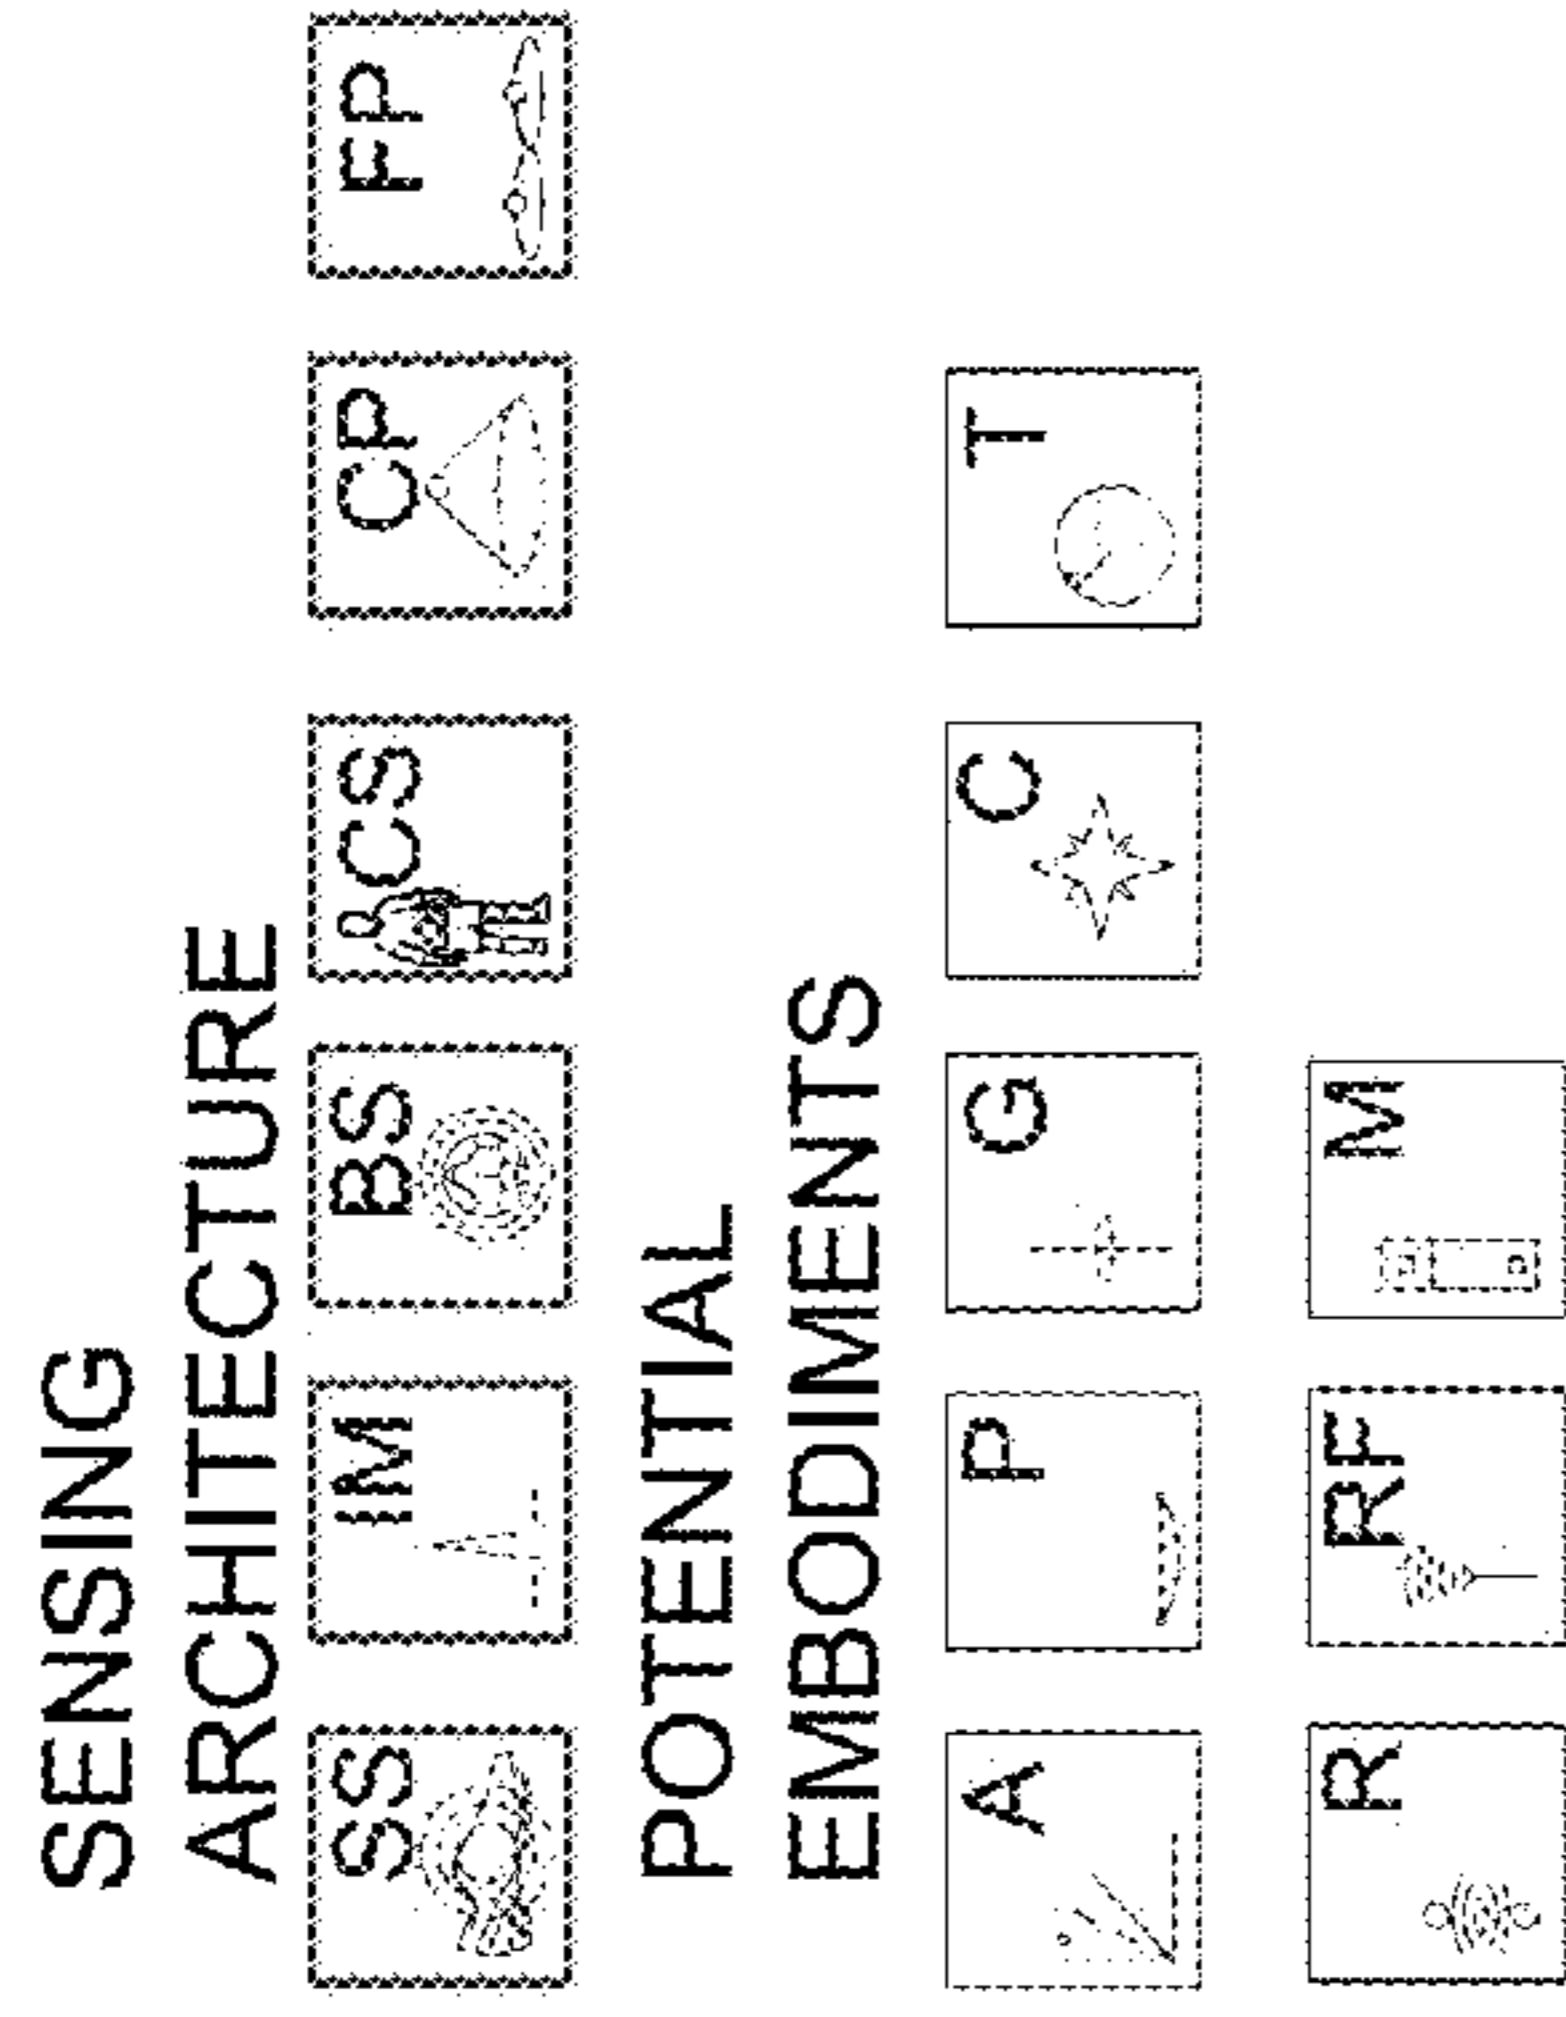 SENSING
ARCHITECTURE
SS IM BS CS CP FP
POTENTIAL
EMBODIMENTS
A P G C T
R RF M